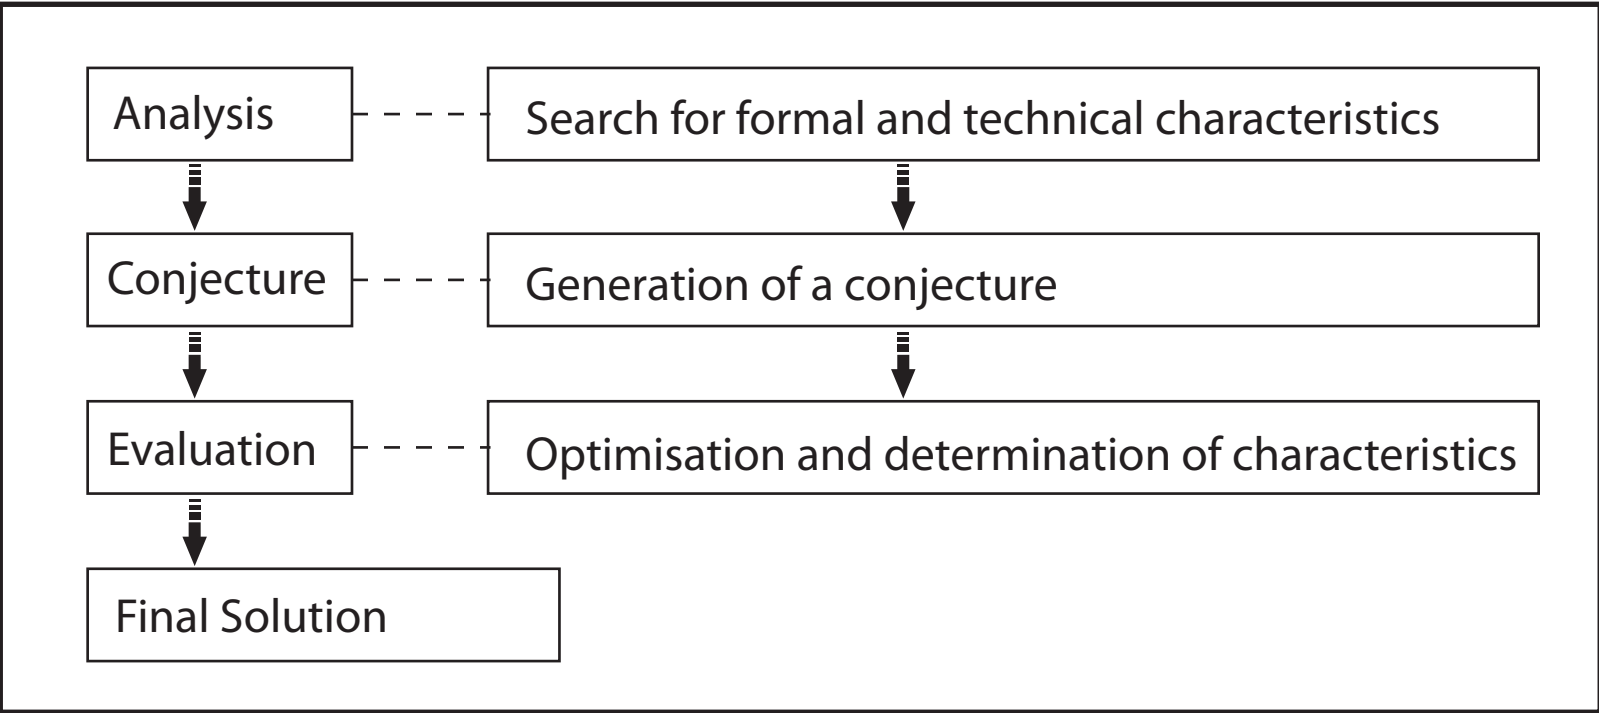 Analysis
Search for formal and technical characteristics
Conjecture
Generation of a conjecture
Evaluation
Optimisation and determination of characteristics
Final Solution